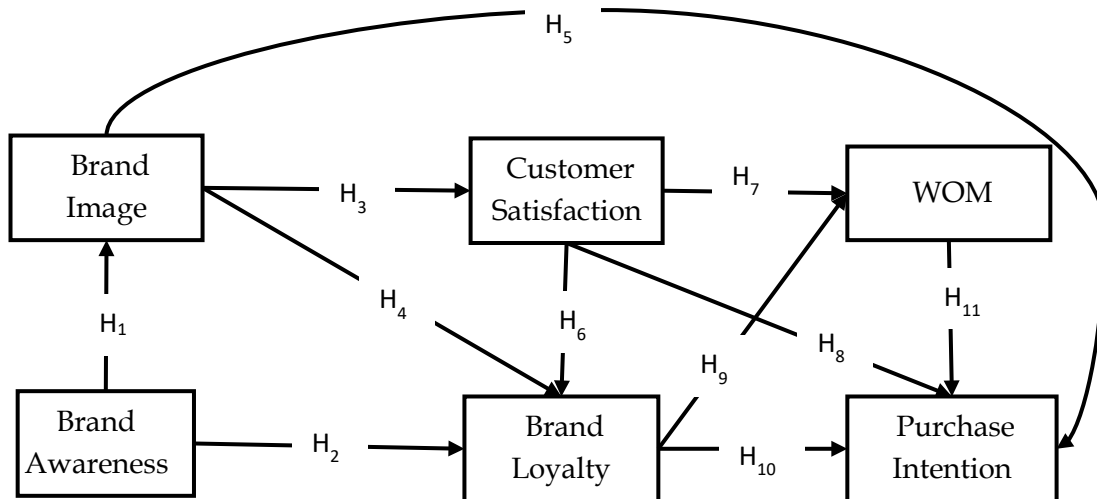 H5
Brand
Image
H3
Customer
Satisfaction
H7
WOM
H4
H1
H6
H8
H9
H11
Brand
Awareness
H2
Brand
Loyalty
H10
Purchase
Intention